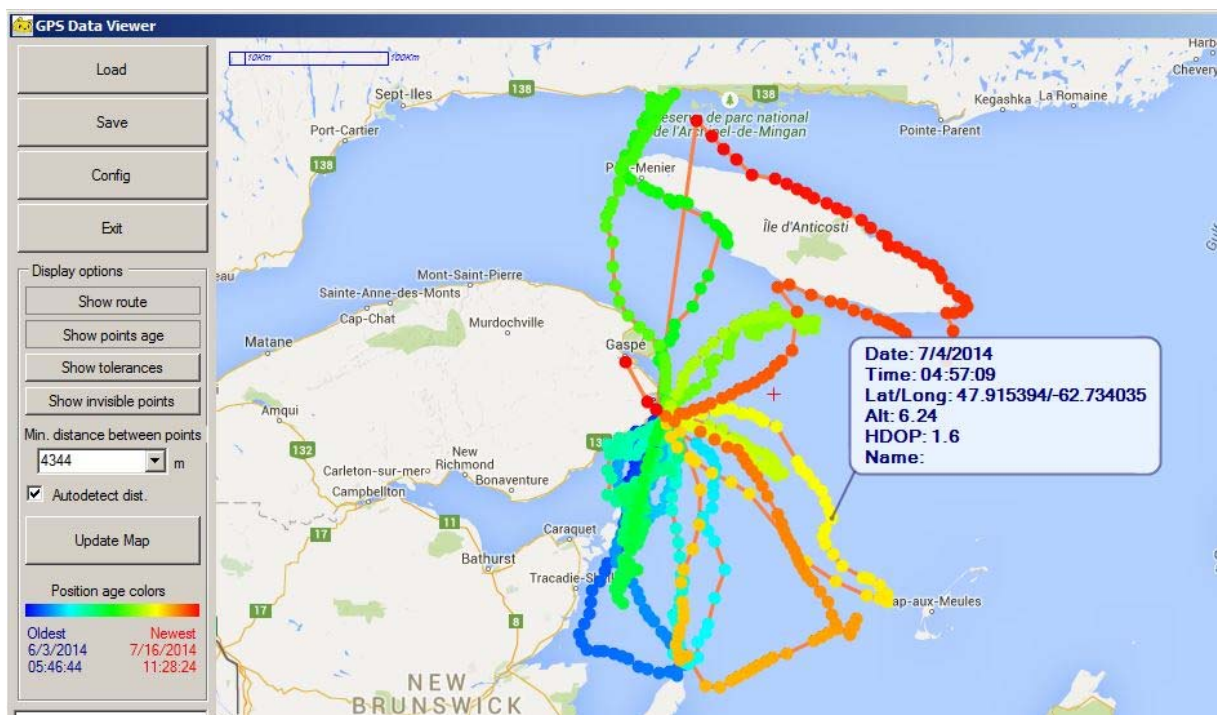 GPS Data Viewer
Load
Save
Config
Exit
Display options
Show route
Show points age
Show tolerances
Show invisible points
Min. distance between points
4344 m
Autodetect dist.
Update Map
Position age colors
Oldest Newest
6/3/2014 7/16/2014
05:46:44 11:28:24
10Km 100Km
138
138
Sept-Iles
Port-Cartier
138
Kegashka
La Romaine
Chevery
Pointe-Parent
de parc national
de l'Archipel-de-Mingan
-Menier
Île d'Anticosti
Mont-Saint-Pierre
Sainte-Anne-des-Monts
Cap-Chat
Murdochville
Matane
Gaspé
Amqui
132
New
Richmond
Carleton-sur-mer
Bonaventure
Campbellton
11
17
Caraquet
Bathurst
17
8
ap-aux-Meules
NEW
BRUNSWICK
Date: 7/4/2014
Time: 04:57:09
Lat/Long: 47.915394/-62.734035
Alt: 6.24
HDOP: 1.6
Name: